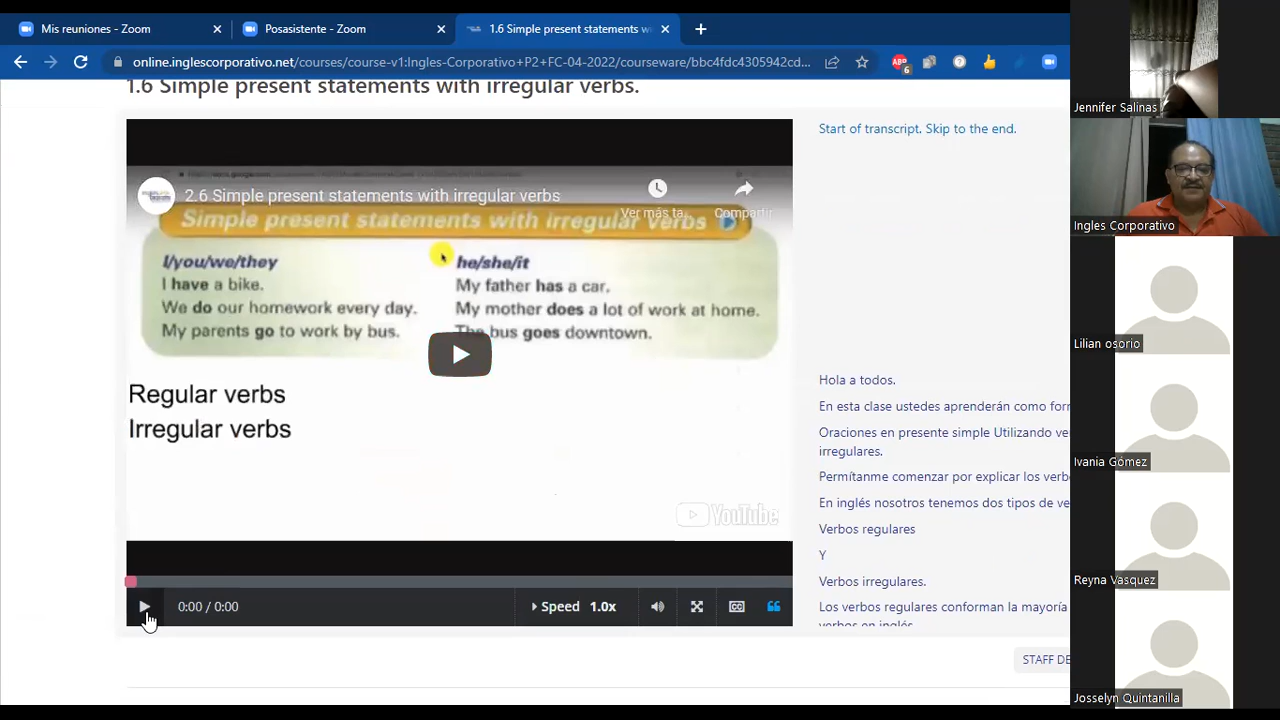 Mis reuniones - Zoom
Posasistente - Zoom
1.6 Simple present statements w
online.inglescorporativo.net/courses/course-v1:Ingles-Corporativo+P2+FC-04-2022/courseware/bbc4fdc4305942cd...
ABP
6
1.6 Simple present statements with irregular verbs.
2.6 Simple present statements with irregular verbs
Ver más ta...
Compartir
Simple present statements with irregular verbs
I/you/we/they
he/she/it
I have a bike.
My father has a car.
We do our homework every day.
My mother does a lot of work at home.
My parents go to work by bus.
The bus goes downtown.
Regular verbs
Irregular verbs
YouTube
0:00 / 0:00
Speed 1.0x
CC
Start of transcript. Skip to the end.
Hola a todos.
En esta clase ustedes aprenderán como for
Oraciones en presente simple Utilizando ve
irregulares.
Permítanme comenzar por explicar los verb
En inglés nosotros tenemos dos tipos de ve
Verbos regulares
Y
Verbos irregulares.
Los verbos regulares conforman la mayoría
verbos en inglés
STAFF DE
Jennifer Salinas
Ingles Corporativo
Lilian osorio
Ivania Gómez
Reyna Vasquez
Josselyn Quintanilla